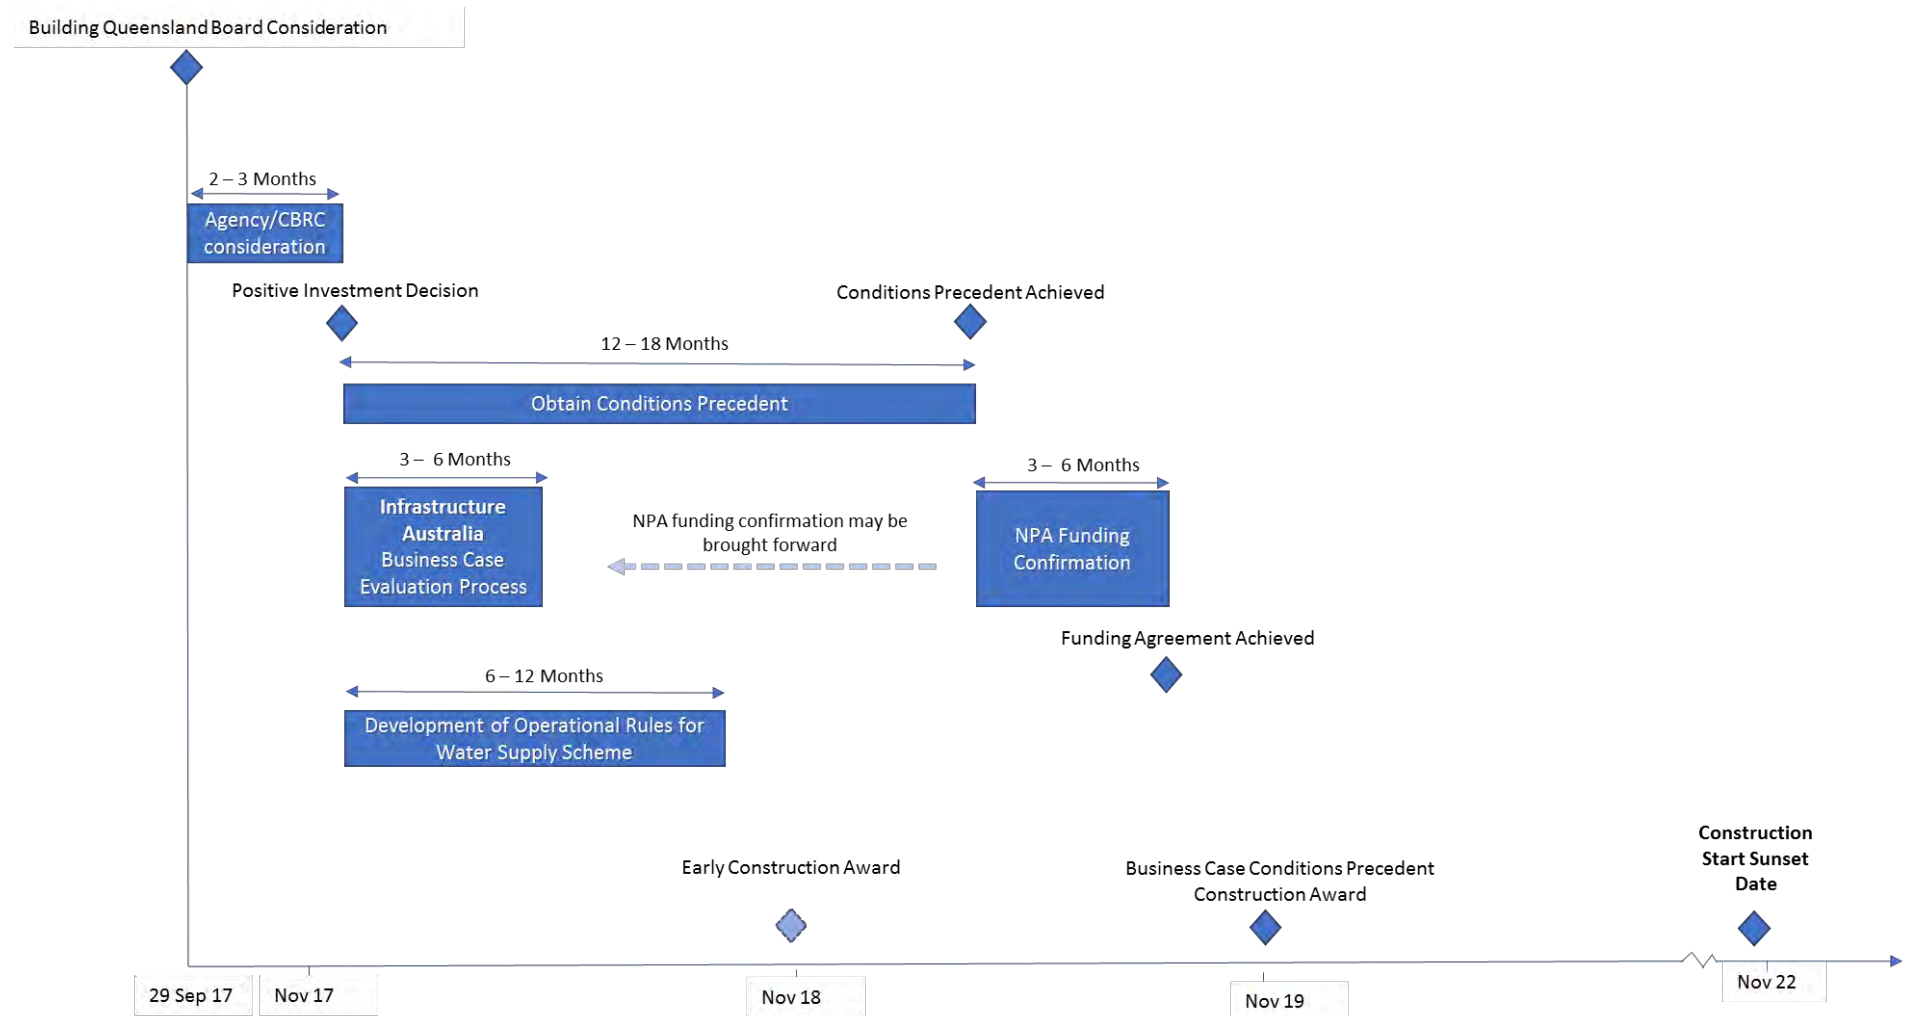 Building Queensland Board Consideration
2 – 3 Months
Agency/CBRC
consideration
Positive Investment Decision
Conditions Precedent Achieved
12 – 18 Months
Obtain Conditions Precedent
3 – 6 Months
3 – 6 Months
Infrastructure
Australia
Business Case
Evaluation Process
NPA funding confirmation may be
brought forward
NPA Funding
Confirmation
Funding Agreement Achieved
6 – 12 Months
Development of Operational Rules for
Water Supply Scheme
Early Construction Award
Business Case Conditions Precedent
Construction Award
Construction
Start Sunset
Date
29 Sep 17
Nov 17
Nov 18
Nov 19
Nov 22